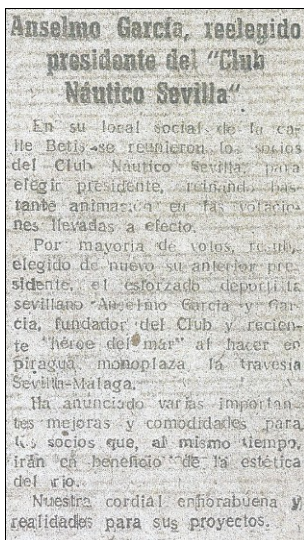 Anselmo García, reelegido
presidente del "Club
Náutico Sevilla"
En su local social de la ca-
lle Betis se reunieron los socios
del Club Náutico Sevilla, para
elegir presidente, reinando bas-
tante animación en las votacio-
nes llevadas a efecto.
Por mayoría de votos, resultó
elegido de nuevo su anterior pre-
sidente, el esforzado deportista
sevillano Anselmo García y Gar-
cía, fundador del Club y recien-
te "héroe del mar" al hacer en
piragua monoplaza la travesía
Sevilla-Málaga.
Ha anunciado varias importan-
tes mejoras y comodidades para
los socios que, al mismo tiempo,
irán en beneficio de la estética
del río.
Nuestra cordial enhorabuena y
realidades para sus proyectos.